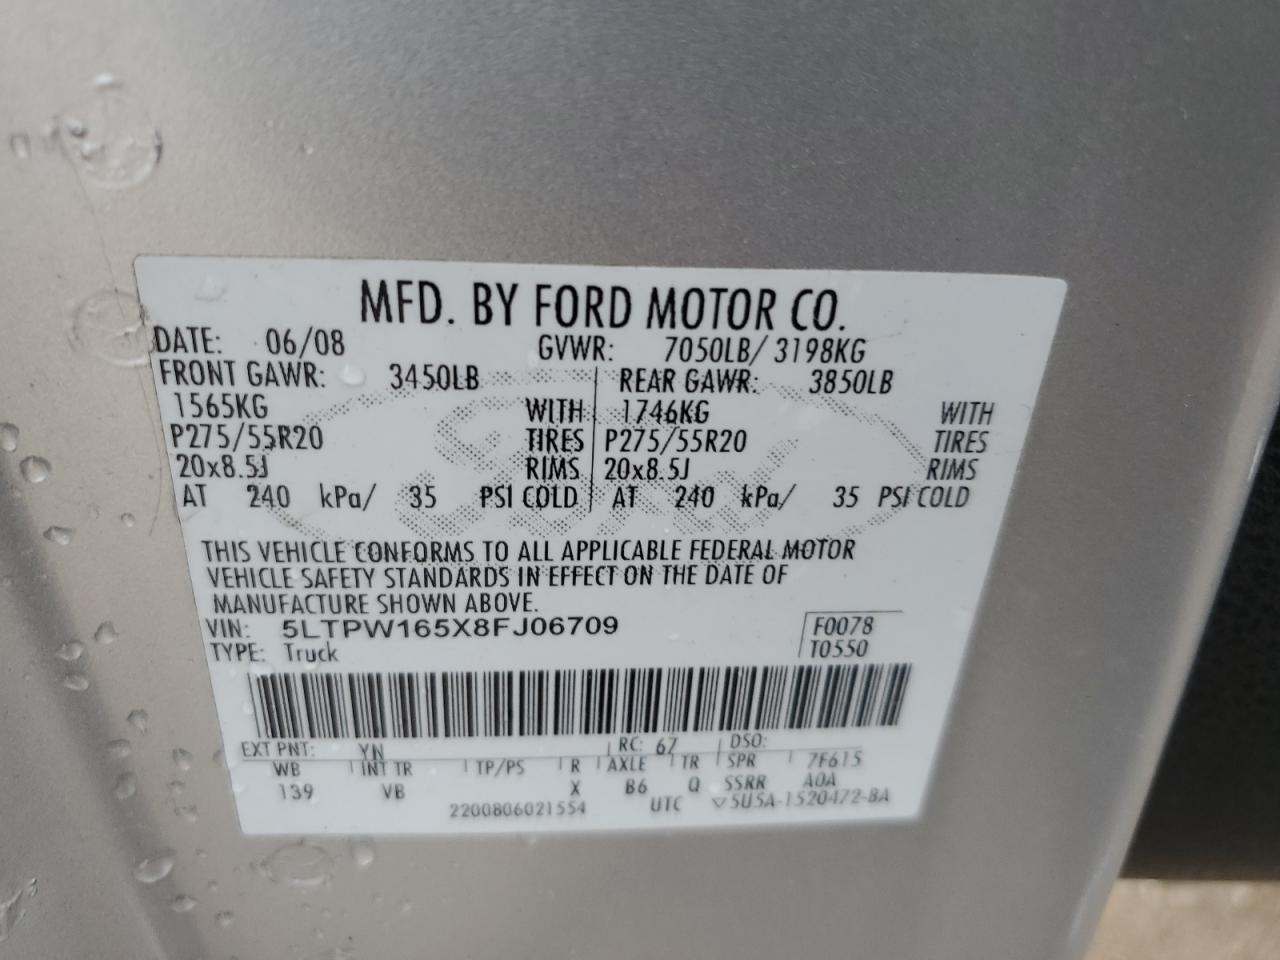 MFD. BY FORD MOTOR CO.
DATE: 06/08 GVWR: 7050LB/ 3198KG
FRONT GAWR: 3450LB REAR GAWR: 3850LB
1565KG WITH 1746KG WITH
P275/55R20 TIRES P275/55R20 TIRES
20x8.5J RIMS 20x8.5J RIMS
AT 240 kPa/ 35 PSI COLD AT 240 kPa/ 35 PSI COLD
THIS VEHICLE CONFORMS TO ALL APPLICABLE FEDERAL MOTOR
VEHICLE SAFETY STANDARDS IN EFFECT ON THE DATE OF
MANUFACTURE SHOWN ABOVE.
VIN: 5LTPW165X8FJ06709 F0078
TYPE: Truck T0550
EXT PNT: YN RC: 67 DSO:
WB INT TR TP/PS R AXLE TR SPR 7F615
139 VB X B6 Q SSRR A0A
2200806021554 UTC ▽5U5A-1520472-BA